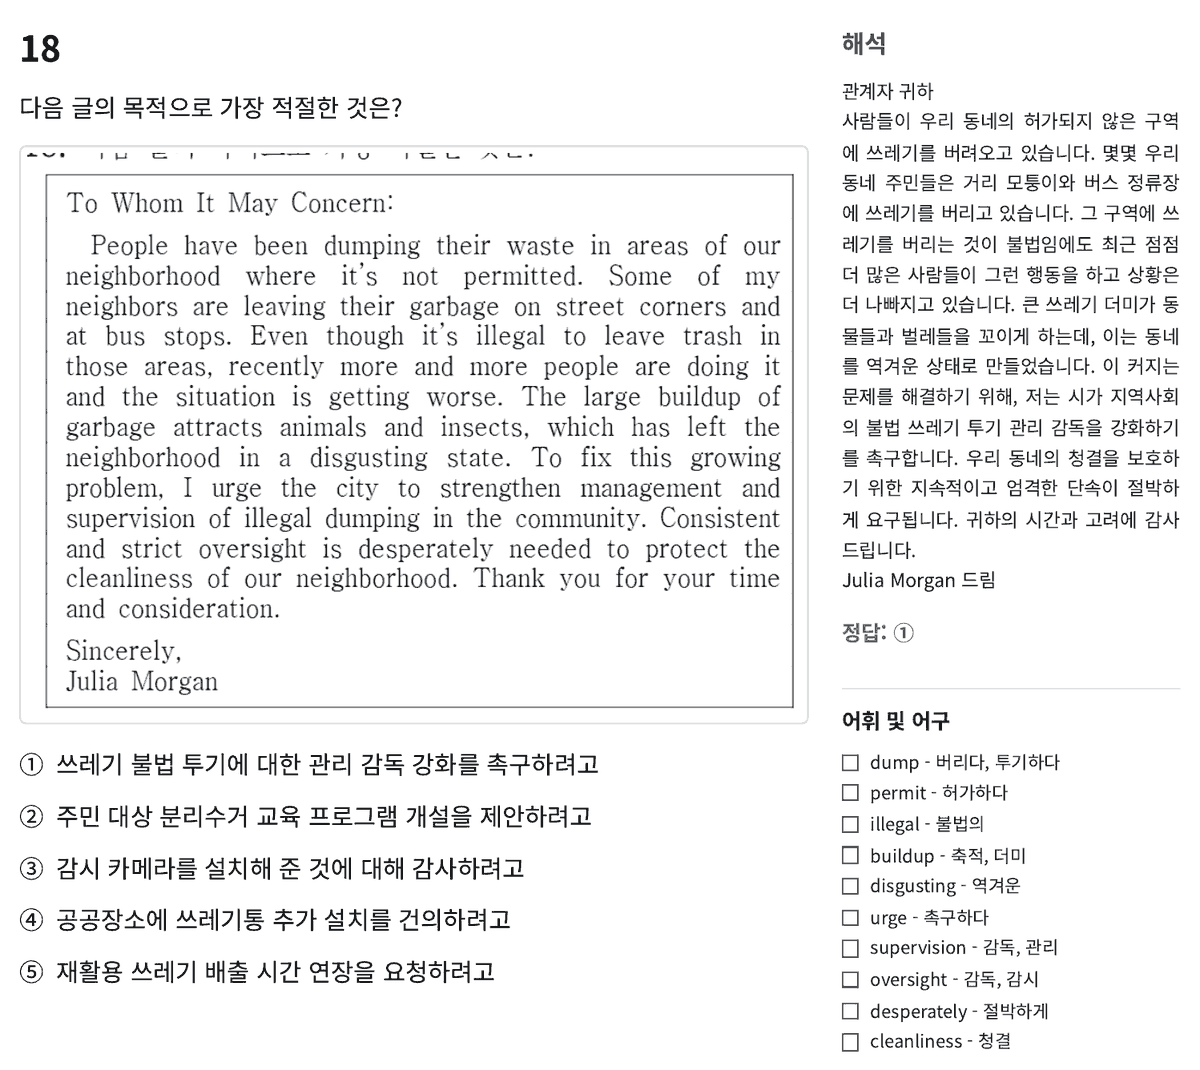 18
다음 글의 목적으로 가장 적절한 것은?
To Whom It May Concern:
People have been dumping their waste in areas of our
neighborhood where it's not permitted. Some of my
neighbors are leaving their garbage on street corners and
at bus stops. Even though it's illegal to leave trash in
those areas, recently more and more people are doing it
and the situation is getting worse. The large buildup of
garbage attracts animals and insects, which has left the
neighborhood in a disgusting state. To fix this growing
problem, I urge the city to strengthen management and
supervision of illegal dumping in the community. Consistent
and strict oversight is desperately needed to protect the
cleanliness of our neighborhood. Thank you for your time
and consideration.
Sincerely,
Julia Morgan
① 쓰레기 불법 투기에 대한 관리 감독 강화를 촉구하려고
② 주민 대상 분리수거 교육 프로그램 개설을 제안하려고
③ 감시 카메라를 설치해 준 것에 대해 감사하려고
④ 공공장소에 쓰레기통 추가 설치를 건의하려고
⑤ 재활용 쓰레기 배출 시간 연장을 요청하려고
해석
관계자 귀하
사람들이 우리 동네의 허가되지 않은 구역
에 쓰레기를 버려오고 있습니다. 몇몇 우리
동네 주민들은 거리 모퉁이와 버스 정류장
에 쓰레기를 버리고 있습니다. 그 구역에 쓰
레기를 버리는 것이 불법임에도 최근 점점
더 많은 사람들이 그런 행동을 하고 상황은
더 나빠지고 있습니다. 큰 쓰레기 더미가 동
물들과 벌레들을 꼬이게 하는데, 이는 동네
를 역겨운 상태로 만들었습니다. 이 커지는
문제를 해결하기 위해, 저는 시가 지역사회
의 불법 쓰레기 투기 관리 감독을 강화하기
를 촉구합니다. 우리 동네의 청결을 보호하
기 위한 지속적이고 엄격한 단속이 절박하
게 요구됩니다. 귀하의 시간과 고려에 감사
드립니다.
Julia Morgan 드림
정답: ①
어휘 및 어구
dump - 버리다, 투기하다
permit - 허가하다
illegal - 불법의
buildup - 축적, 더미
disgusting - 역겨운
urge - 촉구하다
supervision - 감독, 관리
oversight - 감독, 감시
desperately - 절박하게
cleanliness - 청결